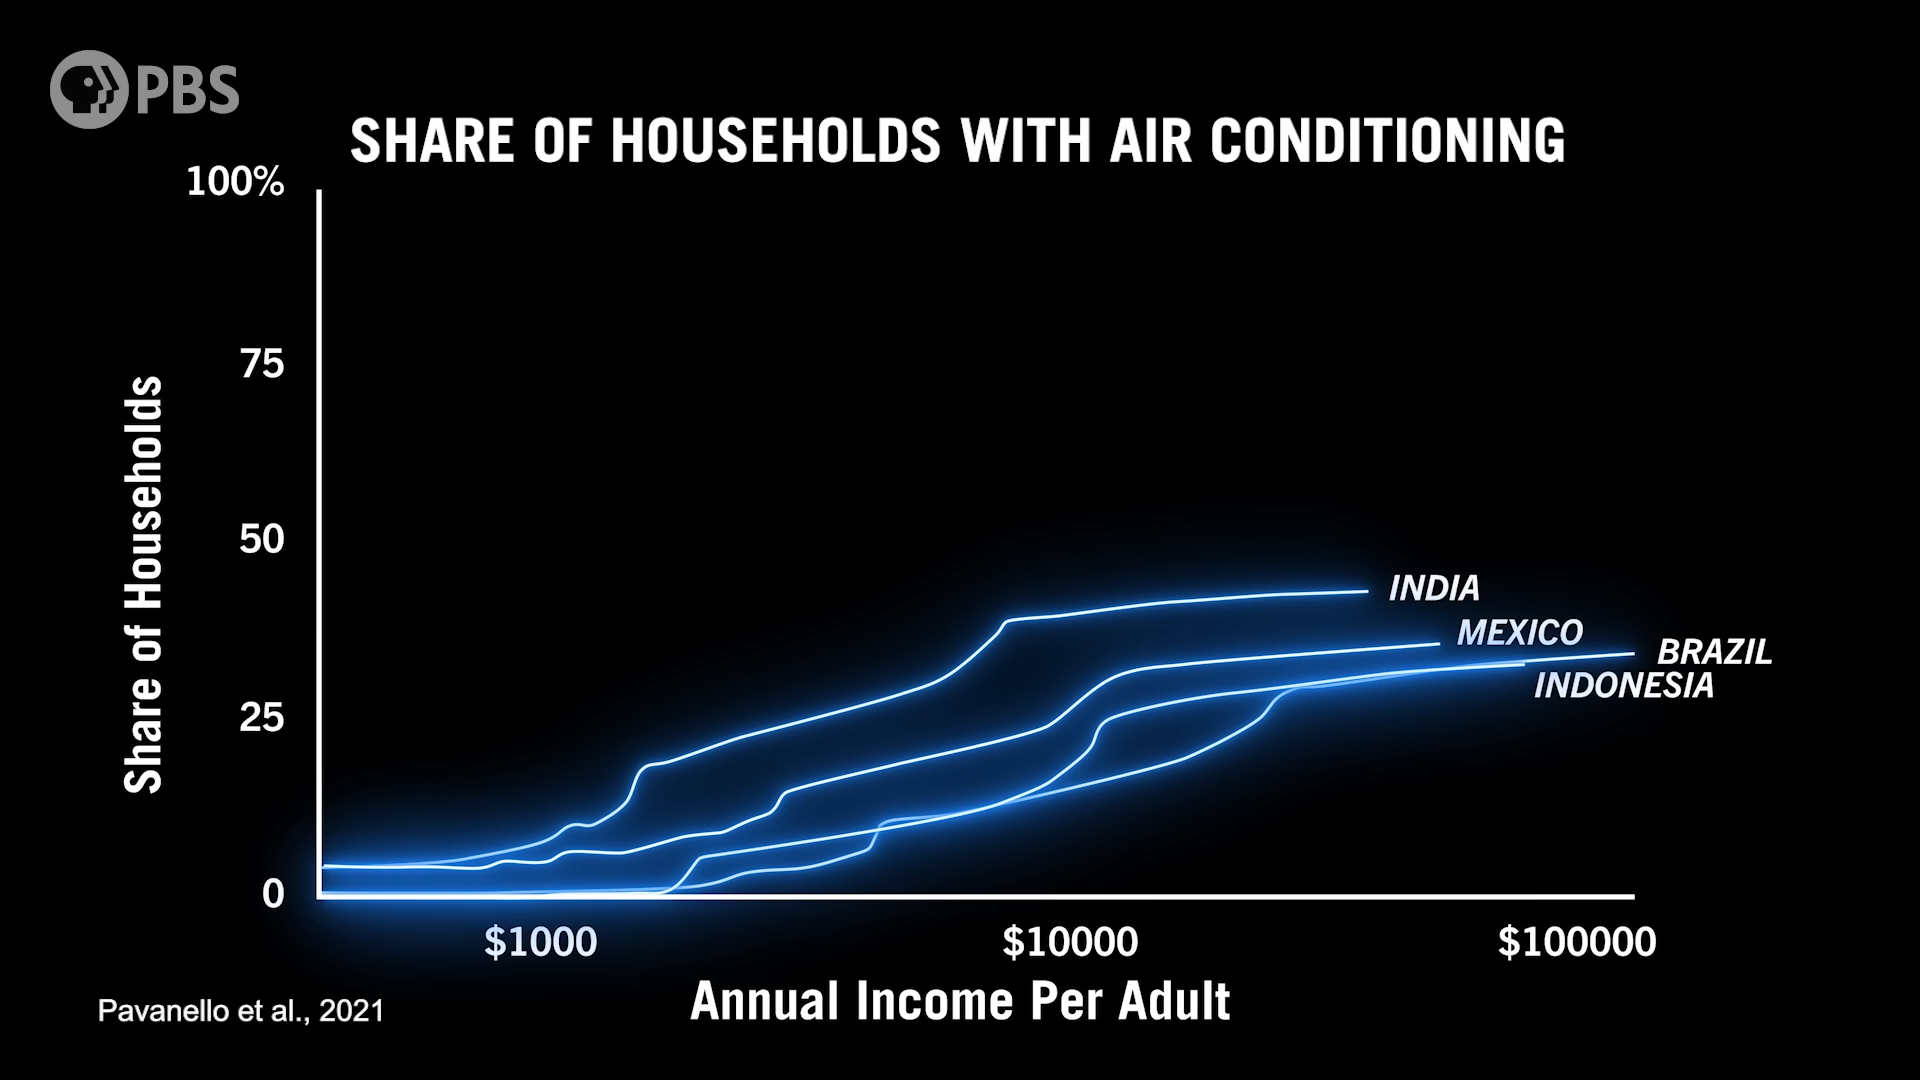 PBS
SHARE OF HOUSEHOLDS WITH AIR CONDITIONING
100%
75
50
25
0
Share of Households
INDIA
MEXICO
BRAZIL
INDONESIA
$1000
$10000
$100000
Annual Income Per Adult
Pavanello et al., 2021